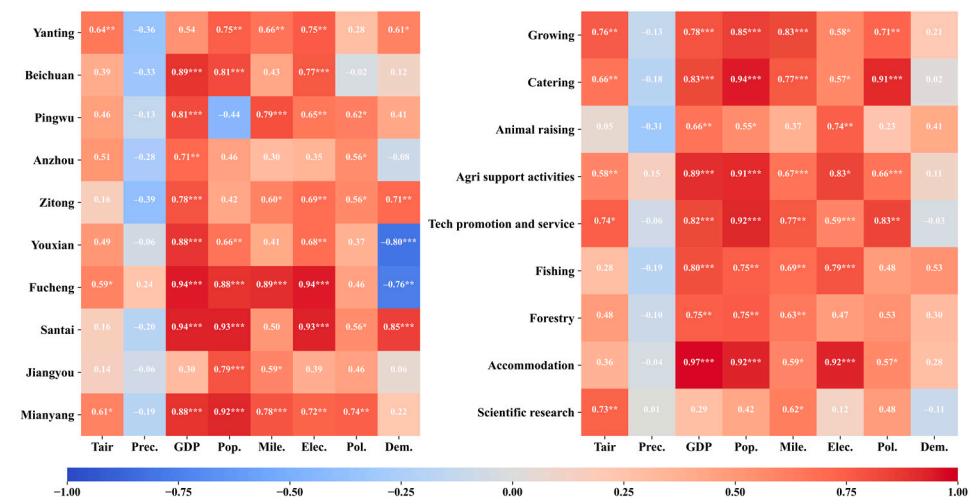 Yanting 0.64** −0.36 0.54 0.75** 0.66** 0.75** 0.28 0.61*
Beichuan 0.39 −0.33 0.89*** 0.81*** 0.43 0.77*** −0.02 0.12
Pingwu 0.46 −0.13 0.81*** −0.44 0.79*** 0.65** 0.62* 0.41
Anzhou 0.51 −0.28 0.71** 0.46 0.30 0.35 0.56* −0.08
Zitong 0.16 −0.39 0.78*** 0.42 0.60* 0.69** 0.56* 0.71**
Youxian 0.49 −0.06 0.88*** 0.66** 0.41 0.68** 0.37 −0.80***
Fucheng 0.59* 0.24 0.94*** 0.88*** 0.89*** 0.94*** 0.46 −0.76**
Santai 0.16 −0.20 0.94*** 0.93*** 0.50 0.93*** 0.56* 0.85***
Jiangyou 0.14 −0.06 0.30 0.79*** 0.59* 0.39 0.46 0.06
Mianyang 0.61* −0.19 0.88*** 0.92*** 0.78*** 0.72** 0.74** 0.22
Tair Prec. GDP Pop. Mile. Elec. Pol. Dem.
Growing 0.76** −0.13 0.78*** 0.85*** 0.83*** 0.58* 0.71** 0.21
Catering 0.66** −0.18 0.83*** 0.94*** 0.77*** 0.57* 0.91*** 0.02
Animal raising 0.05 −0.31 0.66** 0.55* 0.37 0.74** 0.23 0.41
Agri support activities 0.58** 0.15 0.89*** 0.91*** 0.67*** 0.83* 0.66*** 0.11
Tech promotion and service 0.74* −0.06 0.82*** 0.92*** 0.77** 0.59*** 0.83** −0.03
Fishing 0.28 −0.19 0.80*** 0.75** 0.69** 0.79*** 0.48 0.53
Forestry 0.48 −0.10 0.75** 0.75** 0.63** 0.47 0.53 0.30
Accommodation 0.36 −0.04 0.97*** 0.92*** 0.59* 0.92*** 0.57* 0.28
Scientific research 0.73** 0.01 0.29 0.42 0.62* 0.12 0.48 −0.11
Tair Prec. GDP Pop. Mile. Elec. Pol. Dem.
−1.00 −0.75 −0.50 −0.25 0.00 0.25 0.50 0.75 1.00